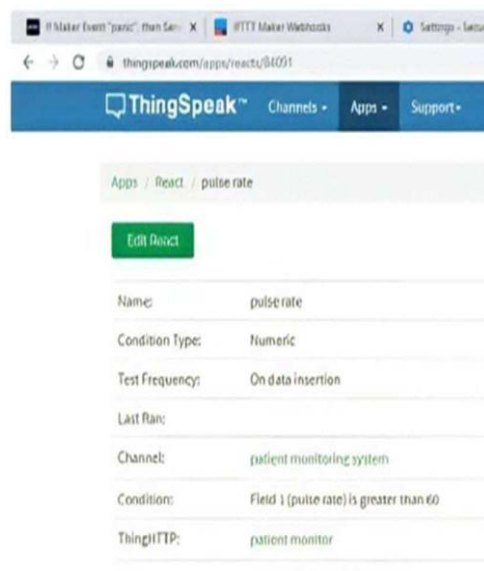 If Maker Event "panic", then Sen
IFTTT Maker Webhooks
Settings - Secu
thingspeak.com/apps/reacts/84091
ThingSpeak™ Channels Apps Support
Apps / React / pulse rate
Edit React
Name: pulse rate
Condition Type: Numeric
Test Frequency: On data insertion
Last Ran:
Channel: patient monitoring system
Condition: Field 1 (pulse rate) is greater than 60
ThingHTTP: patient monitor